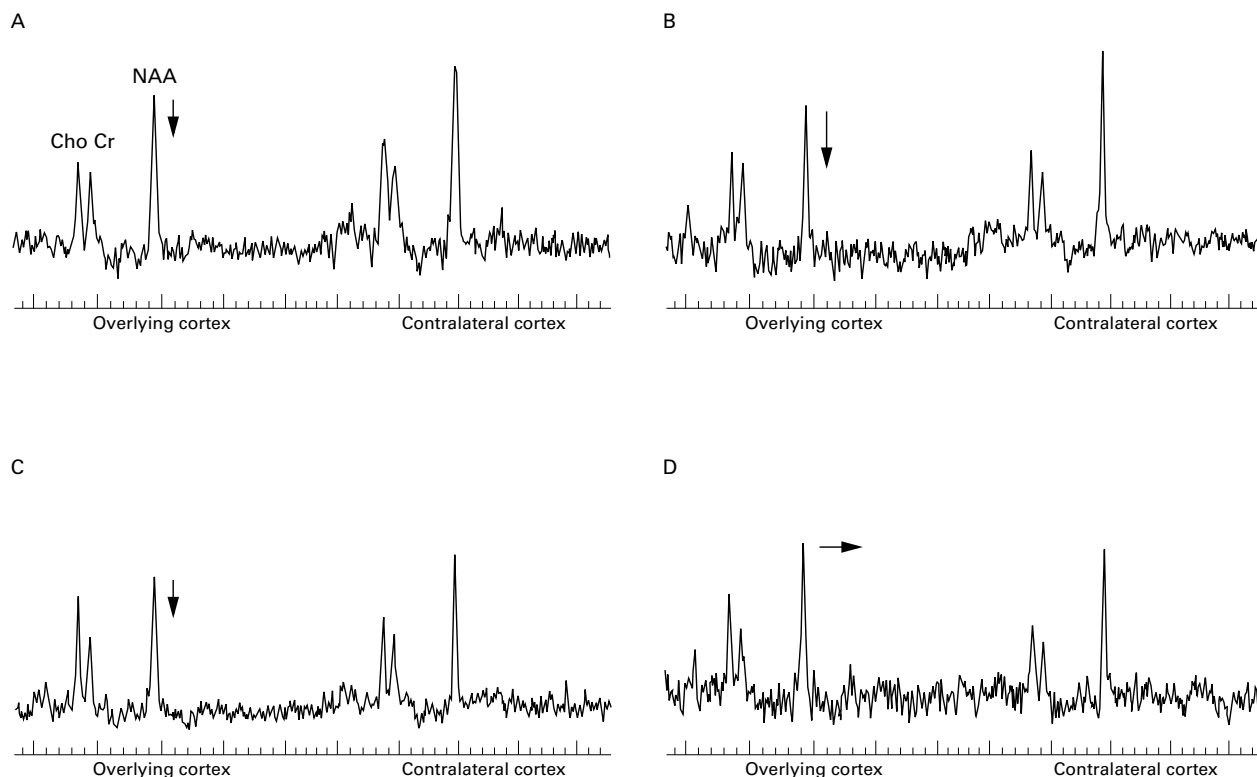 A
B
NAA
Cho Cr
Overlying cortex
Contralateral cortex
Overlying cortex
Contralateral cortex
C
D
Overlying cortex
Contralateral cortex
Overlying cortex
Contralateral cortex